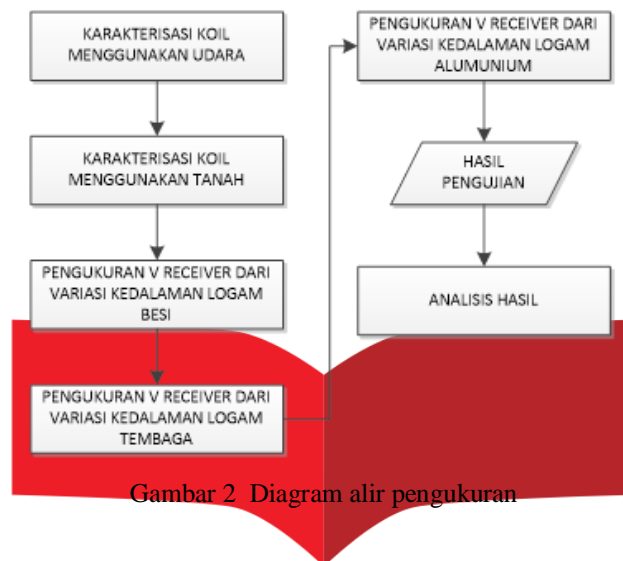 KARAKTERISASI KOIL
MENGGUNAKAN UDARA
KARAKTERISASI KOIL
MENGGUNAKAN TANAH
PENGUKURAN V RECEIVER DARI
VARIASI KEDALAMAN LOGAM
BESI
PENGUKURAN V RECEIVER DARI
VARIASI KEDALAMAN LOGAM
TEMBAGA
PENGUKURAN V RECEIVER DARI
VARIASI KEDALAMAN LOGAM
ALUMUNIUM
HASIL
PENGUJIAN
ANALISIS HASIL
Gambar 2 Diagram alir pengukuran